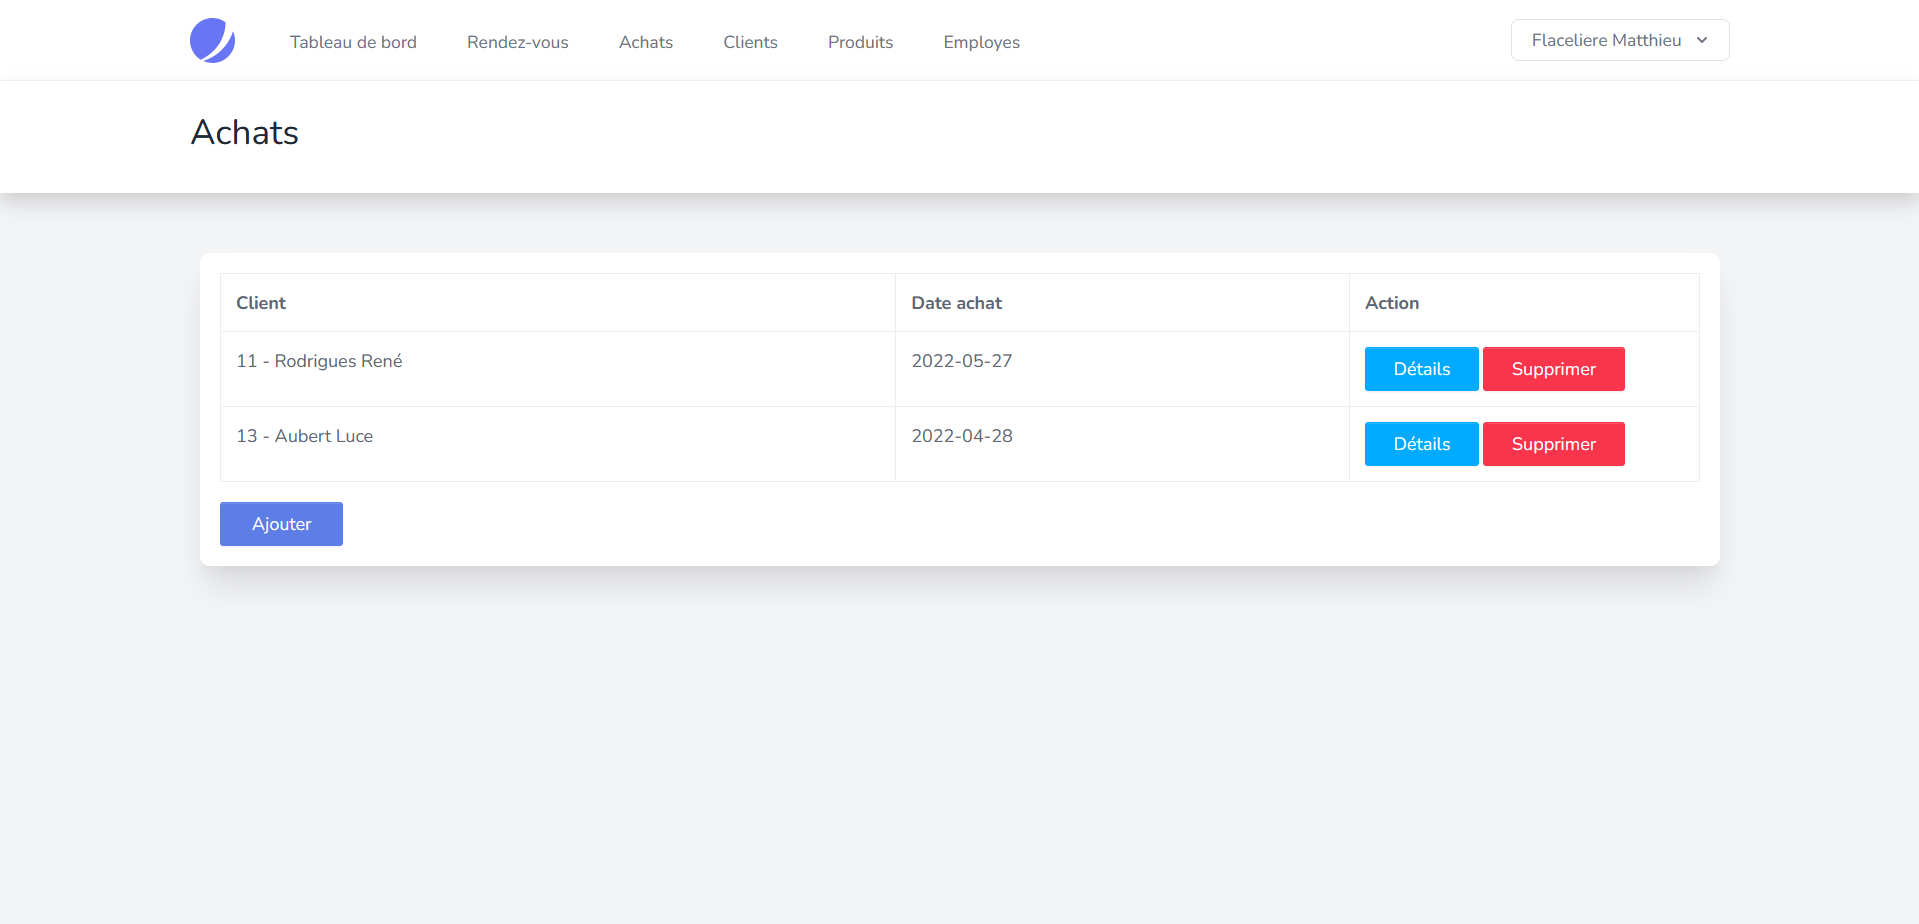 Tableau de bord Rendez-vous Achats Clients Produits Employes Flaceliere Matthieu
Achats
Client Date achat Action
11 - Rodrigues René 2022-05-27 Détails Supprimer
13 - Aubert Luce 2022-04-28 Détails Supprimer
Ajouter